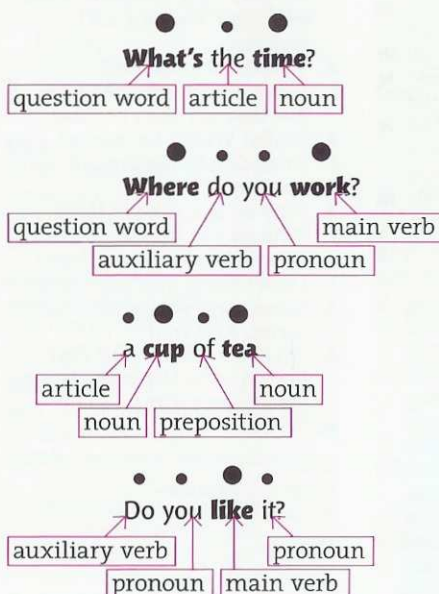 What's the time?
question word article noun
Where do you work?
question word main verb
auxiliary verb pronoun
a cup of tea
article noun
noun preposition
Do you like it?
auxiliary verb pronoun
pronoun main verb